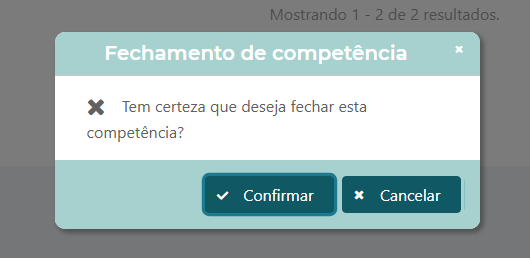 Mostrando 1 - 2 de 2 resultados.
Fechamento de competência
Tem certeza que deseja fechar esta
competência?
Confirmar
Cancelar